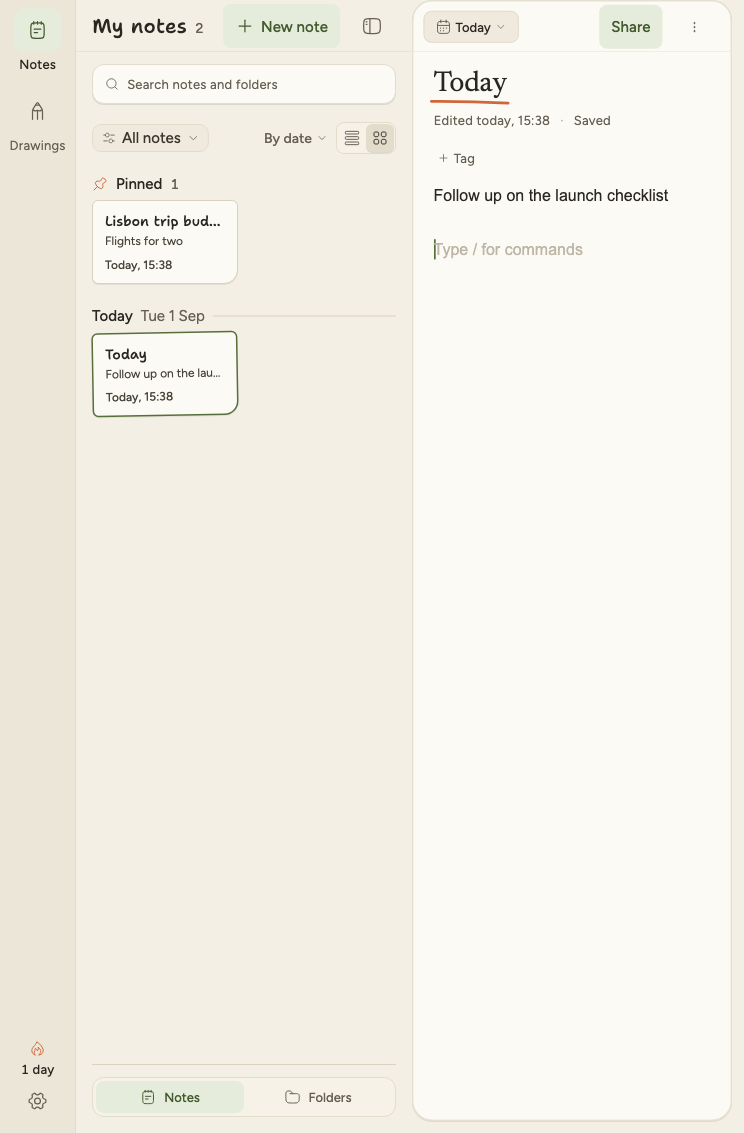 Notes
Drawings
1 day
My notes 2
New note
Search notes and folders
All notes
By date
Pinned 1
Lisbon trip bud...
Flights for two
Today, 15:38
Today Tue 1 Sep
Today
Follow up on the lau...
Today, 15:38
Notes
Folders
Today
Share
Today
Edited today, 15:38 · Saved
+ Tag
Follow up on the launch checklist
Type / for commands